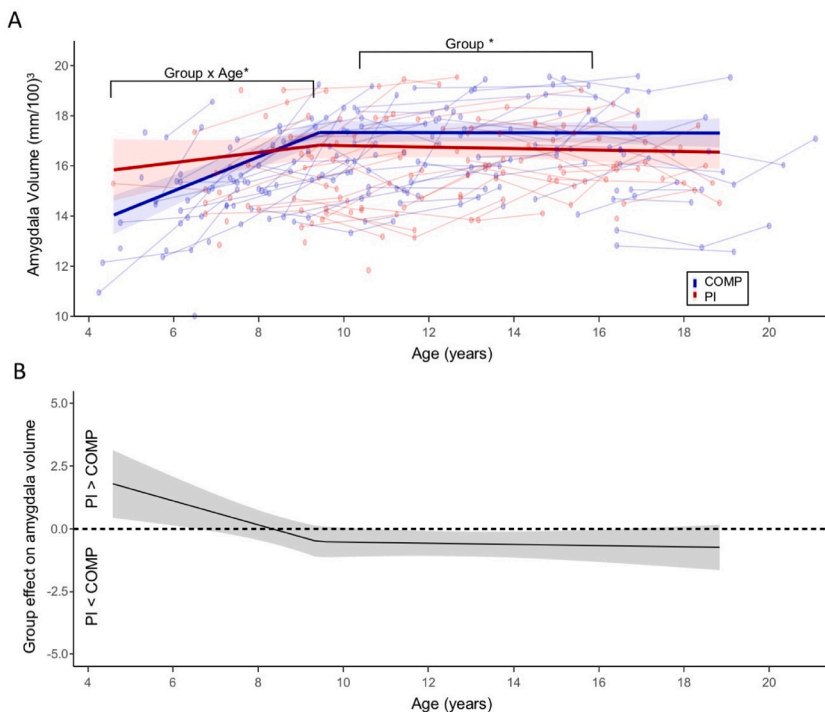 A
Group x Age*
Group *
Amygdala Volume (mm/100)³
20
18
16
14
12
10
COMP
PI
4 6 8 10 12 14 16 18 20
Age (years)
B
Group effect on amygdala volume
PI > COMP
PI < COMP
5.0
2.5
0.0
-2.5
-5.0
4 6 8 10 12 14 16 18 20
Age (years)